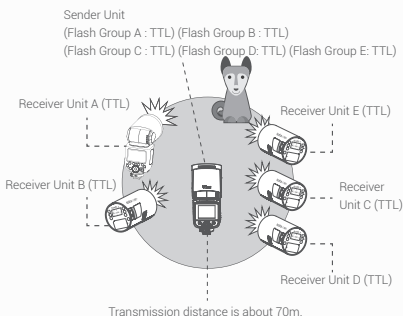 Sender Unit
(Flash Group A : TTL) (Flash Group B : TTL)
(Flash Group C : TTL) (Flash Group D: TTL) (Flash Group E: TTL)
Receiver Unit A (TTL)
Receiver Unit E (TTL)
Receiver Unit B (TTL)
Receiver
Unit C (TTL)
Receiver Unit D (TTL)
Transmission distance is about 70m.